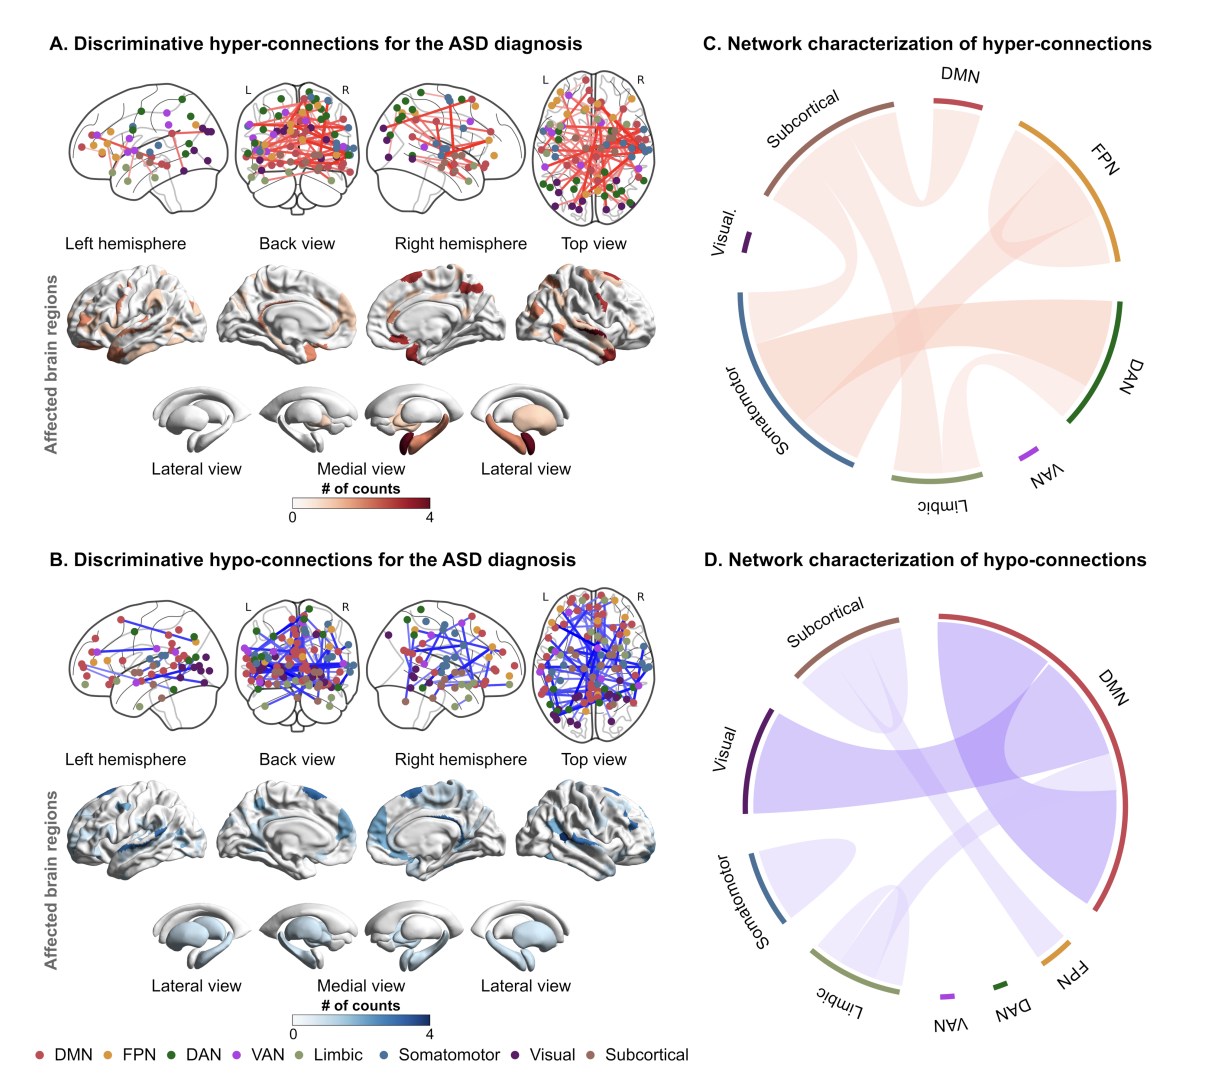 A. Discriminative hyper-connections for the ASD diagnosis
L R
L R
Left hemisphere Back view Right hemisphere Top view
Affected brain regions
Lateral view Medial view Lateral view
# of counts
0 4
C. Network characterization of hyper-connections
DMN
Subcortical
FPN
Visual.
DAN
Somatomotor
VAN
Limbic
B. Discriminative hypo-connections for the ASD diagnosis
L R
L R
Left hemisphere Back view Right hemisphere Top view
Affected brain regions
Lateral view Medial view Lateral view
# of counts
0 4
DMN FPN DAN VAN Limbic Somatomotor Visual Subcortical
D. Network characterization of hypo-connections
Subcortical
DMN
Visual
Somatomotor
FPN
Limbic
DAN
VAN